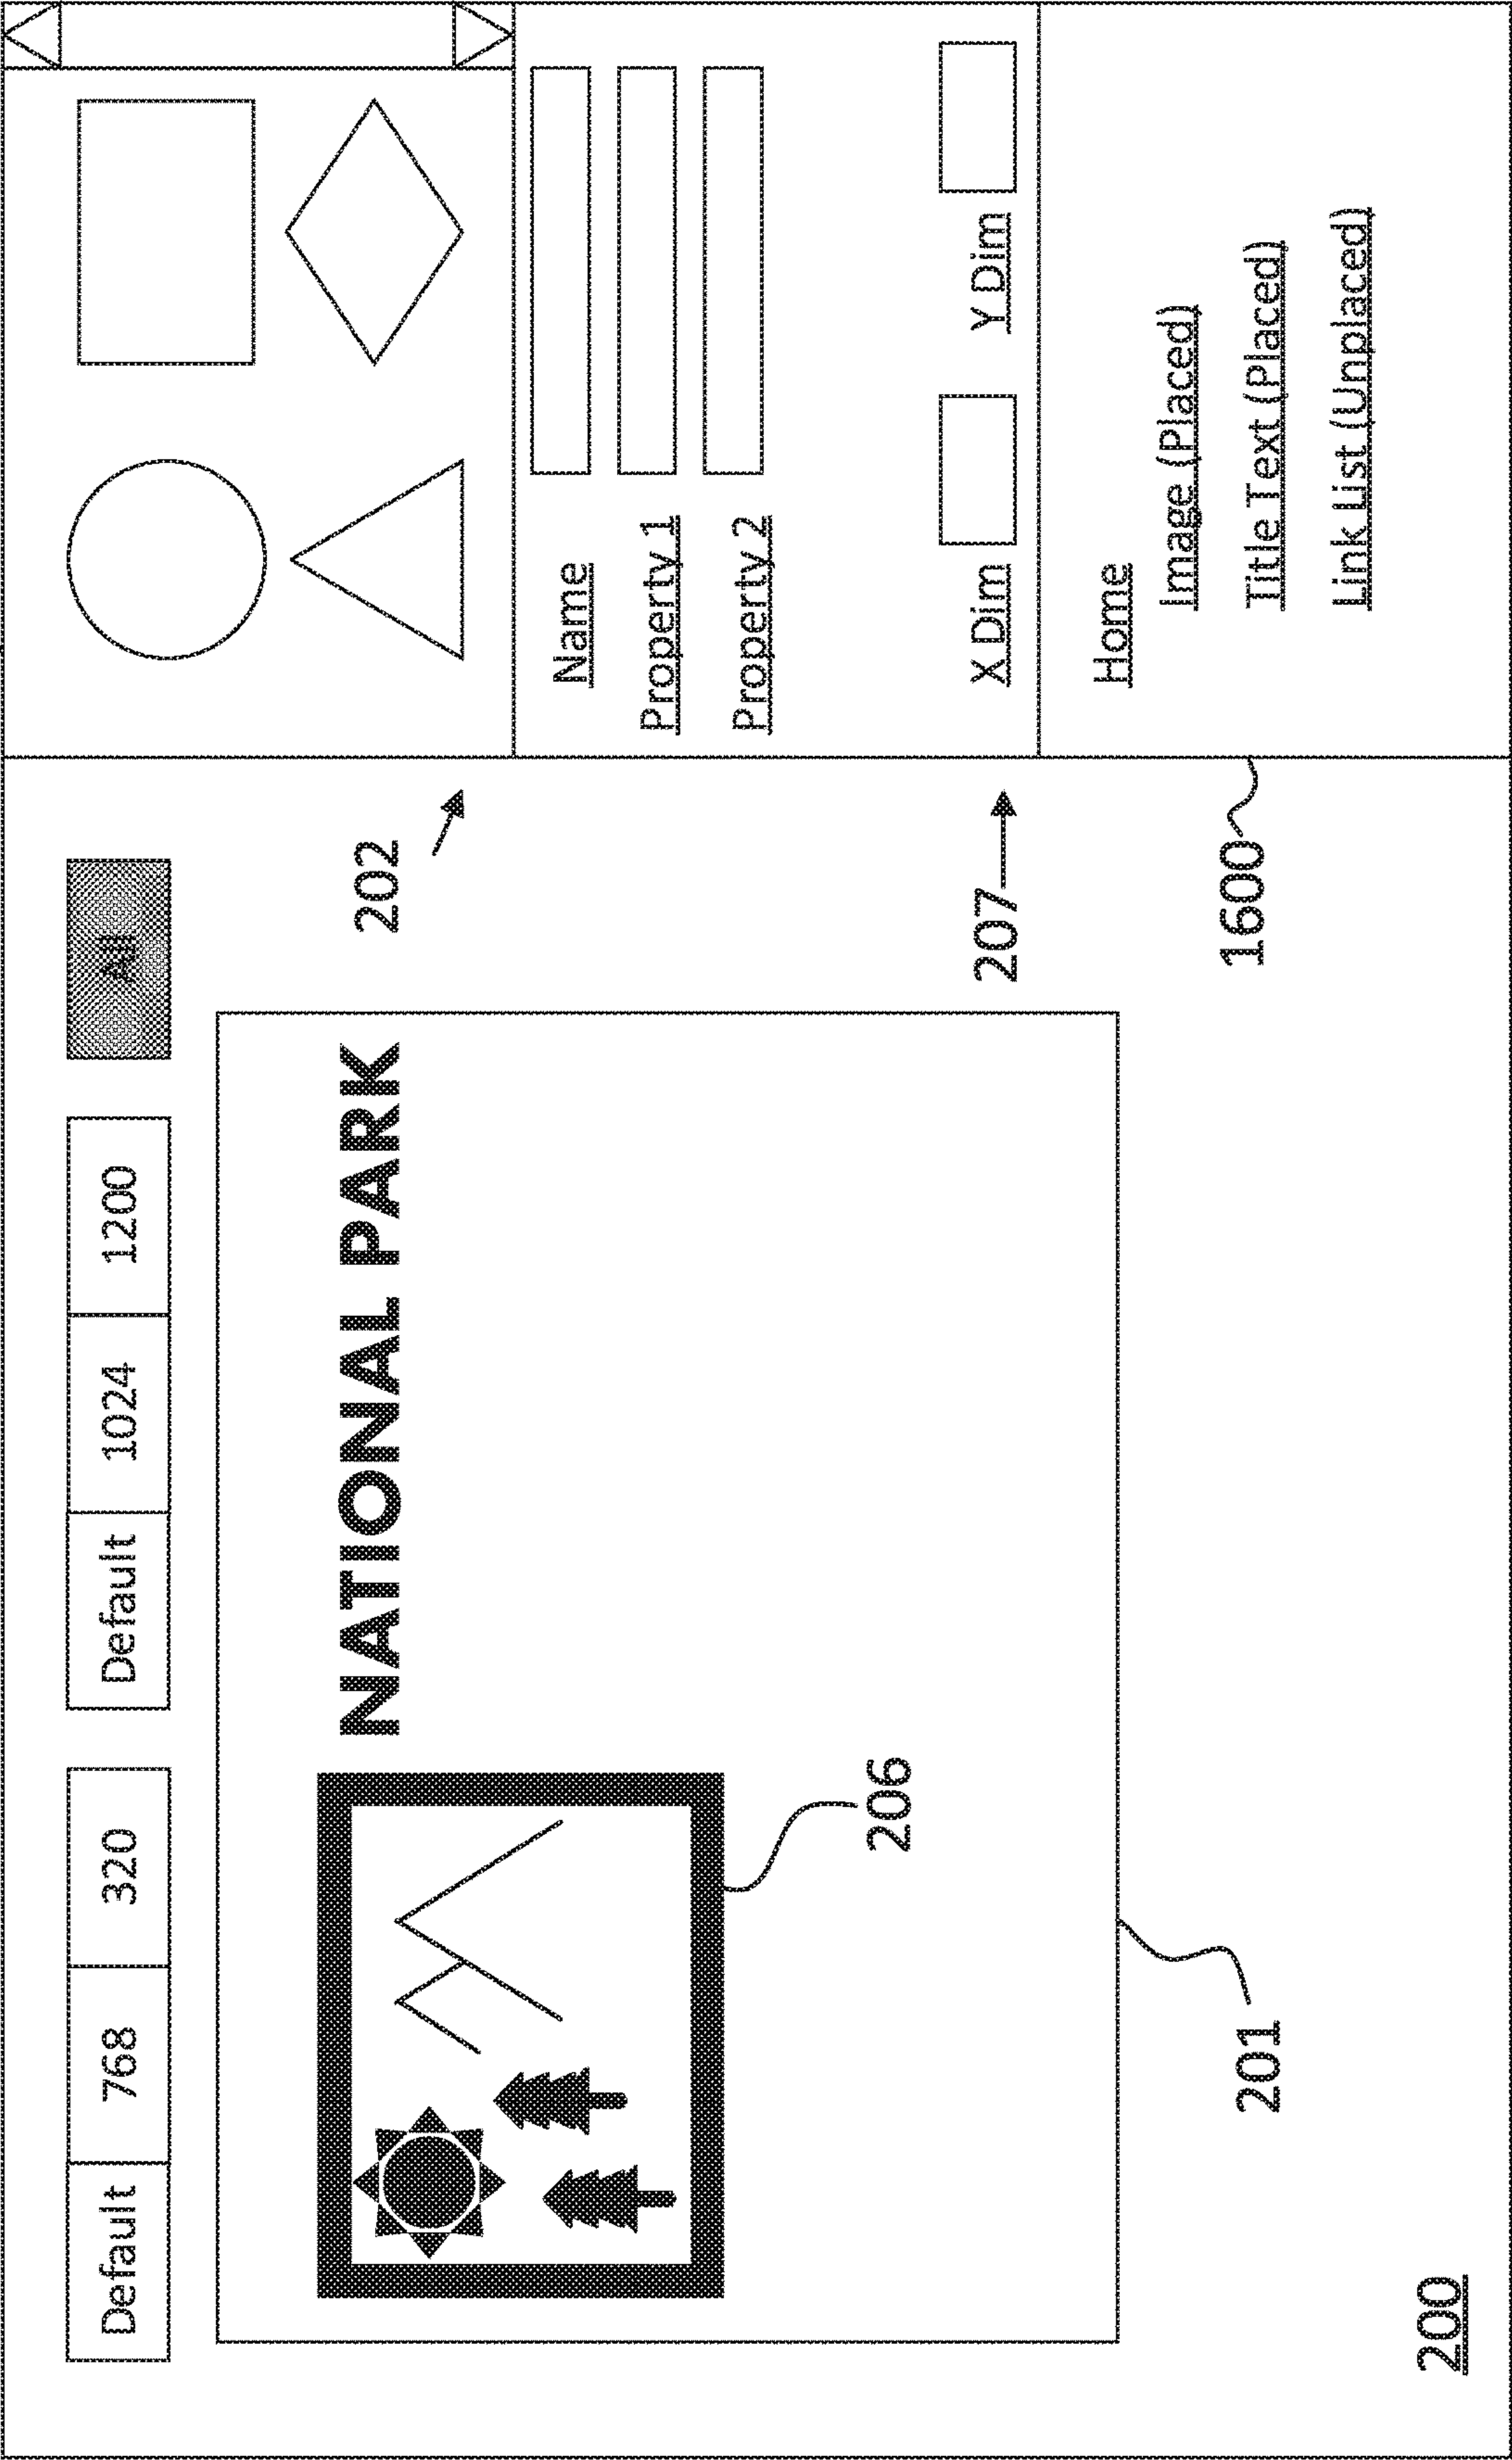 Default 768 320 Default 1024 1200 All
NATIONAL PARK
206
201
200
202
207
1600
Name
Property 1
Property 2
X Dim Y Dim
Home
Image (Placed)
Title Text (Placed)
Link List (Unplaced)